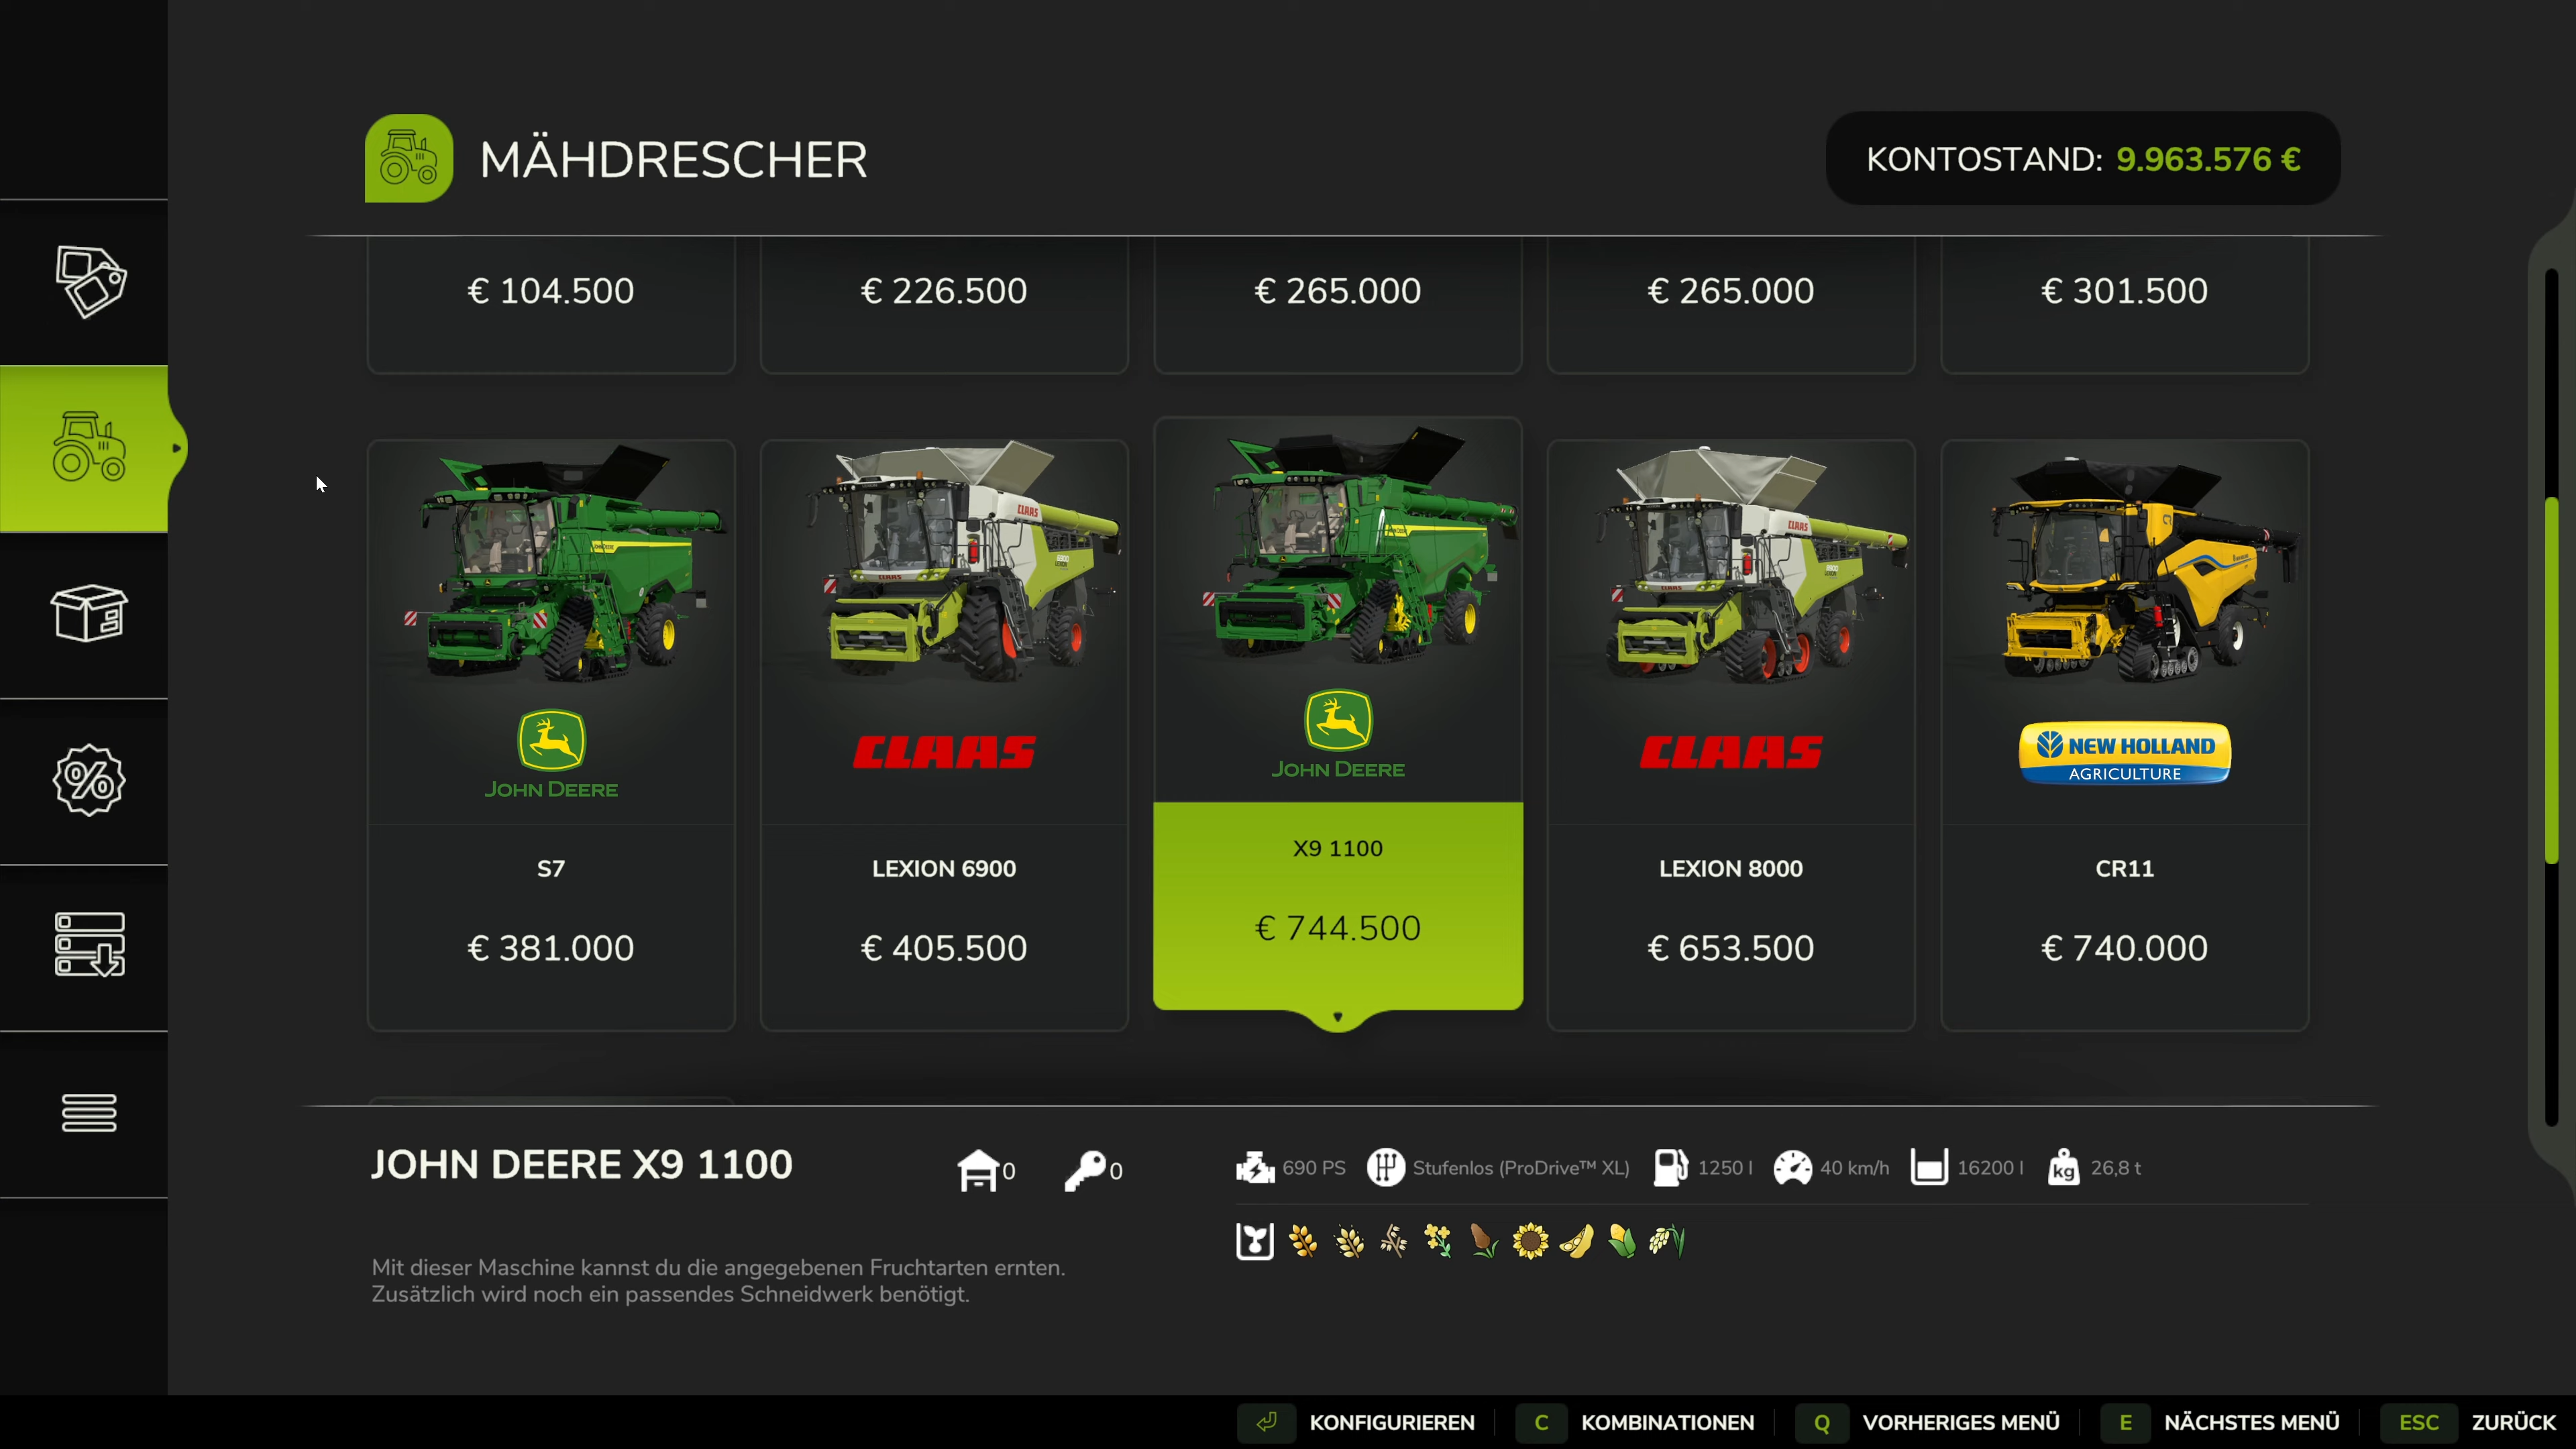 MÄHDRESCHER
KONTOSTAND: 9.963.576 €
€ 104.500
€ 226.500
€ 265.000
€ 265.000
€ 301.500
JOHN DEERE
CLAAS
JOHN DEERE
CLAAS
NEW HOLLAND
AGRICULTURE
S7
LEXION 6900
X9 1100
LEXION 8000
CR11
€ 381.000
€ 405.500
€ 744.500
€ 653.500
€ 740.000
JOHN DEERE X9 1100
0
0
690 PS
Stufenlos (ProDrive™ XL)
1250 l
40 km/h
16200 l
kg
26,8 t
Mit dieser Maschine kannst du die angegebenen Fruchtarten ernten.
Zusätzlich wird noch ein passendes Schneidwerk benötigt.
KONFIGURIEREN
C KOMBINATIONEN
Q VORHERIGES MENÜ
E NÄCHSTES MENÜ
ESC ZURÜCK